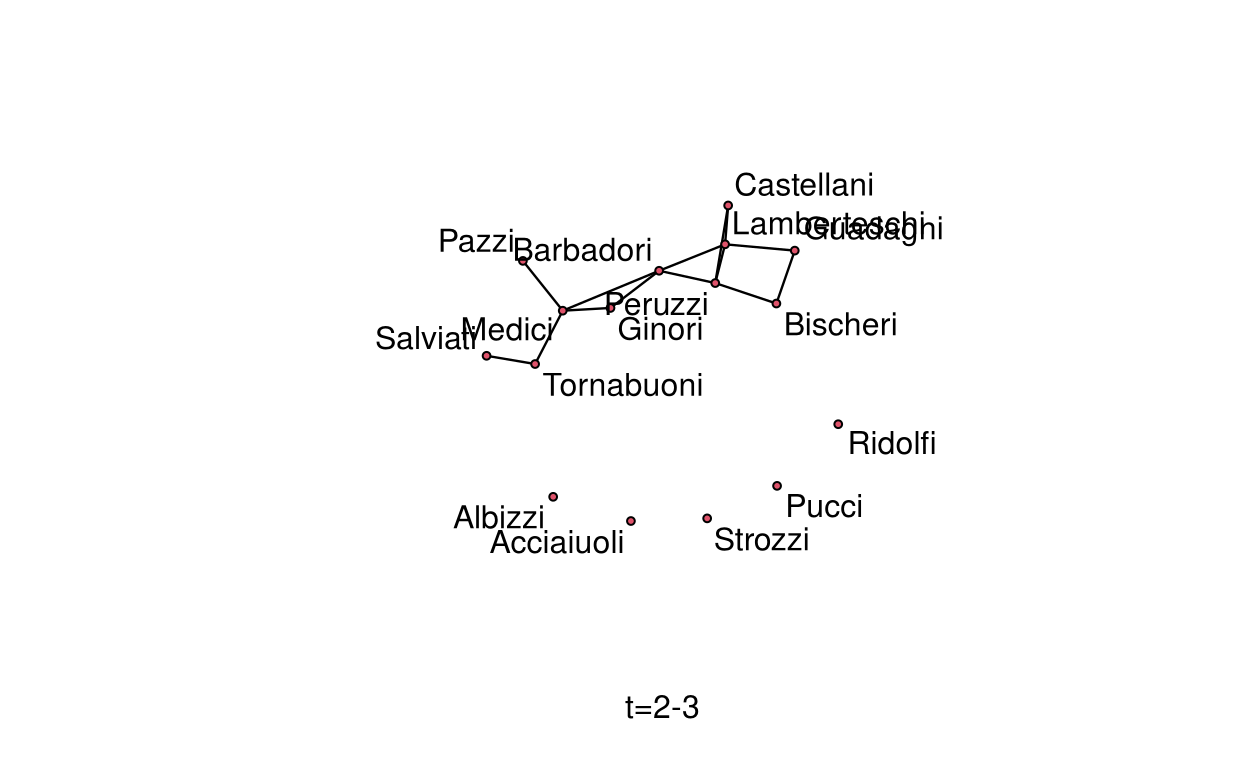 Castellani
Lamberteschi
Guadagni
Pazzi
Barbadori
Peruzzi
Medici
Ginori
Bischeri
Salviati
Tornabuoni
Ridolfi
Pucci
Albizzi
Strozzi
Acciaiuoli
t=2-3